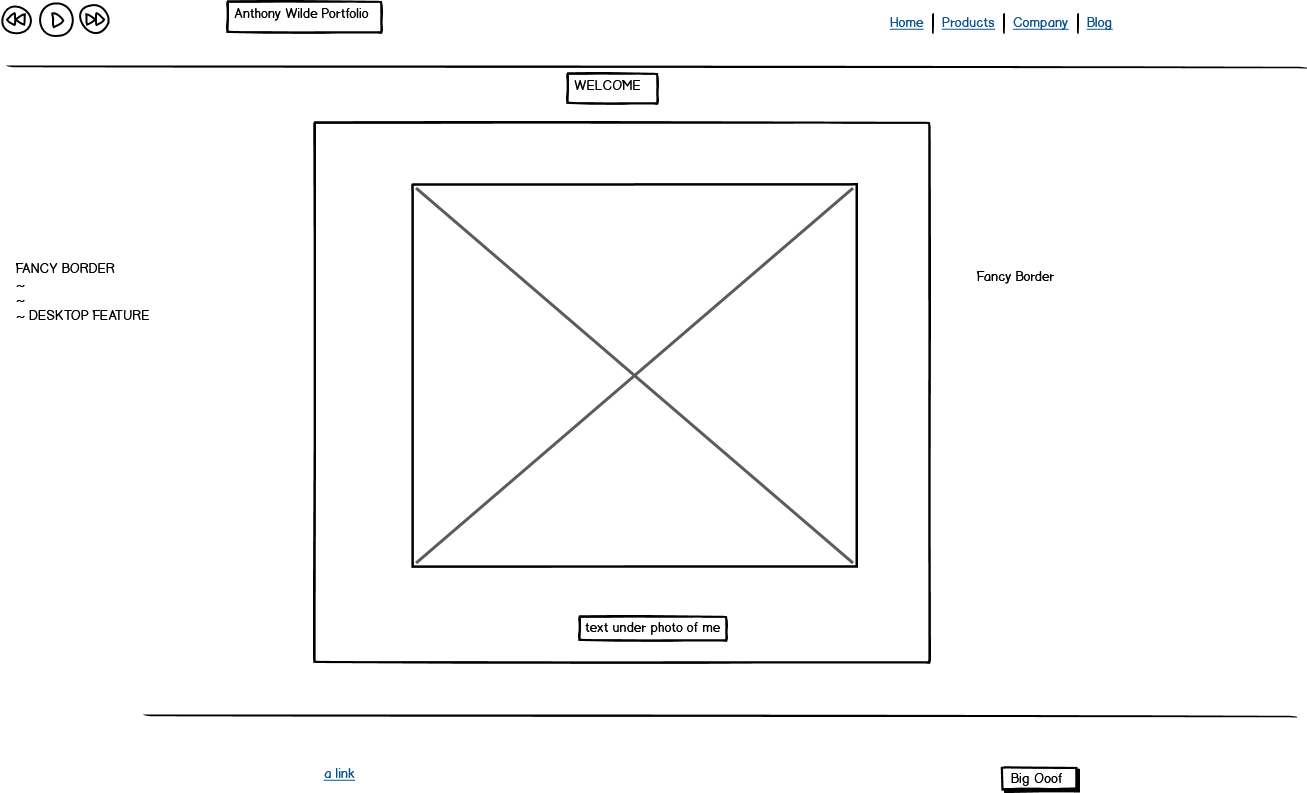 Anthony Wilde Portfolio
Home | Products | Company | Blog
WELCOME
FANCY BORDER
~
~
~ DESKTOP FEATURE
Fancy Border
text under photo of me
a link
Big Ooof